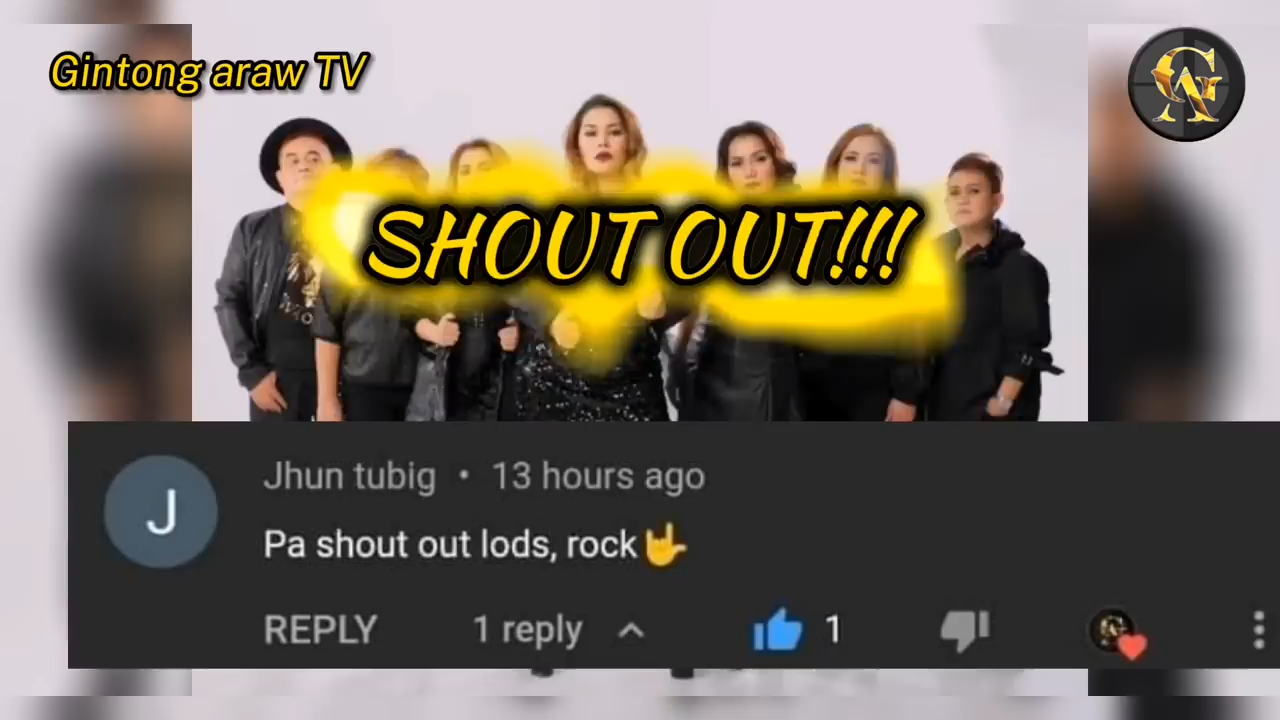 Gintong araw TV
SHOUT OUT!!!
J
Jhun tubig • 13 hours ago
Pa shout out lods, rock🤟
REPLY 1 reply 1